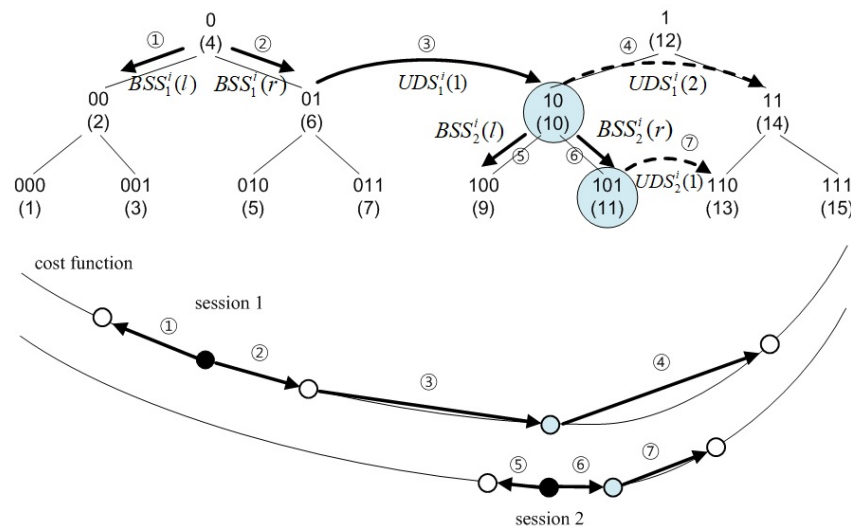 0
(4)
1
(12)
① ② ③ ④
BSS₁ⁱ(l) BSS₁ⁱ(r) UDS₁ⁱ(1) UDS₁ⁱ(2)
00
(2)
01
(6)
10
(10)
11
(14)
BSS₂ⁱ(l) BSS₂ⁱ(r)
⑤ ⑥ ⑦
UDS₂ⁱ(1)
000 001 010 011 100 101 110 111
(1) (3) (5) (7) (9) (11) (13) (15)
cost function
session 1
① ② ③ ④
⑤ ⑥ ⑦
session 2